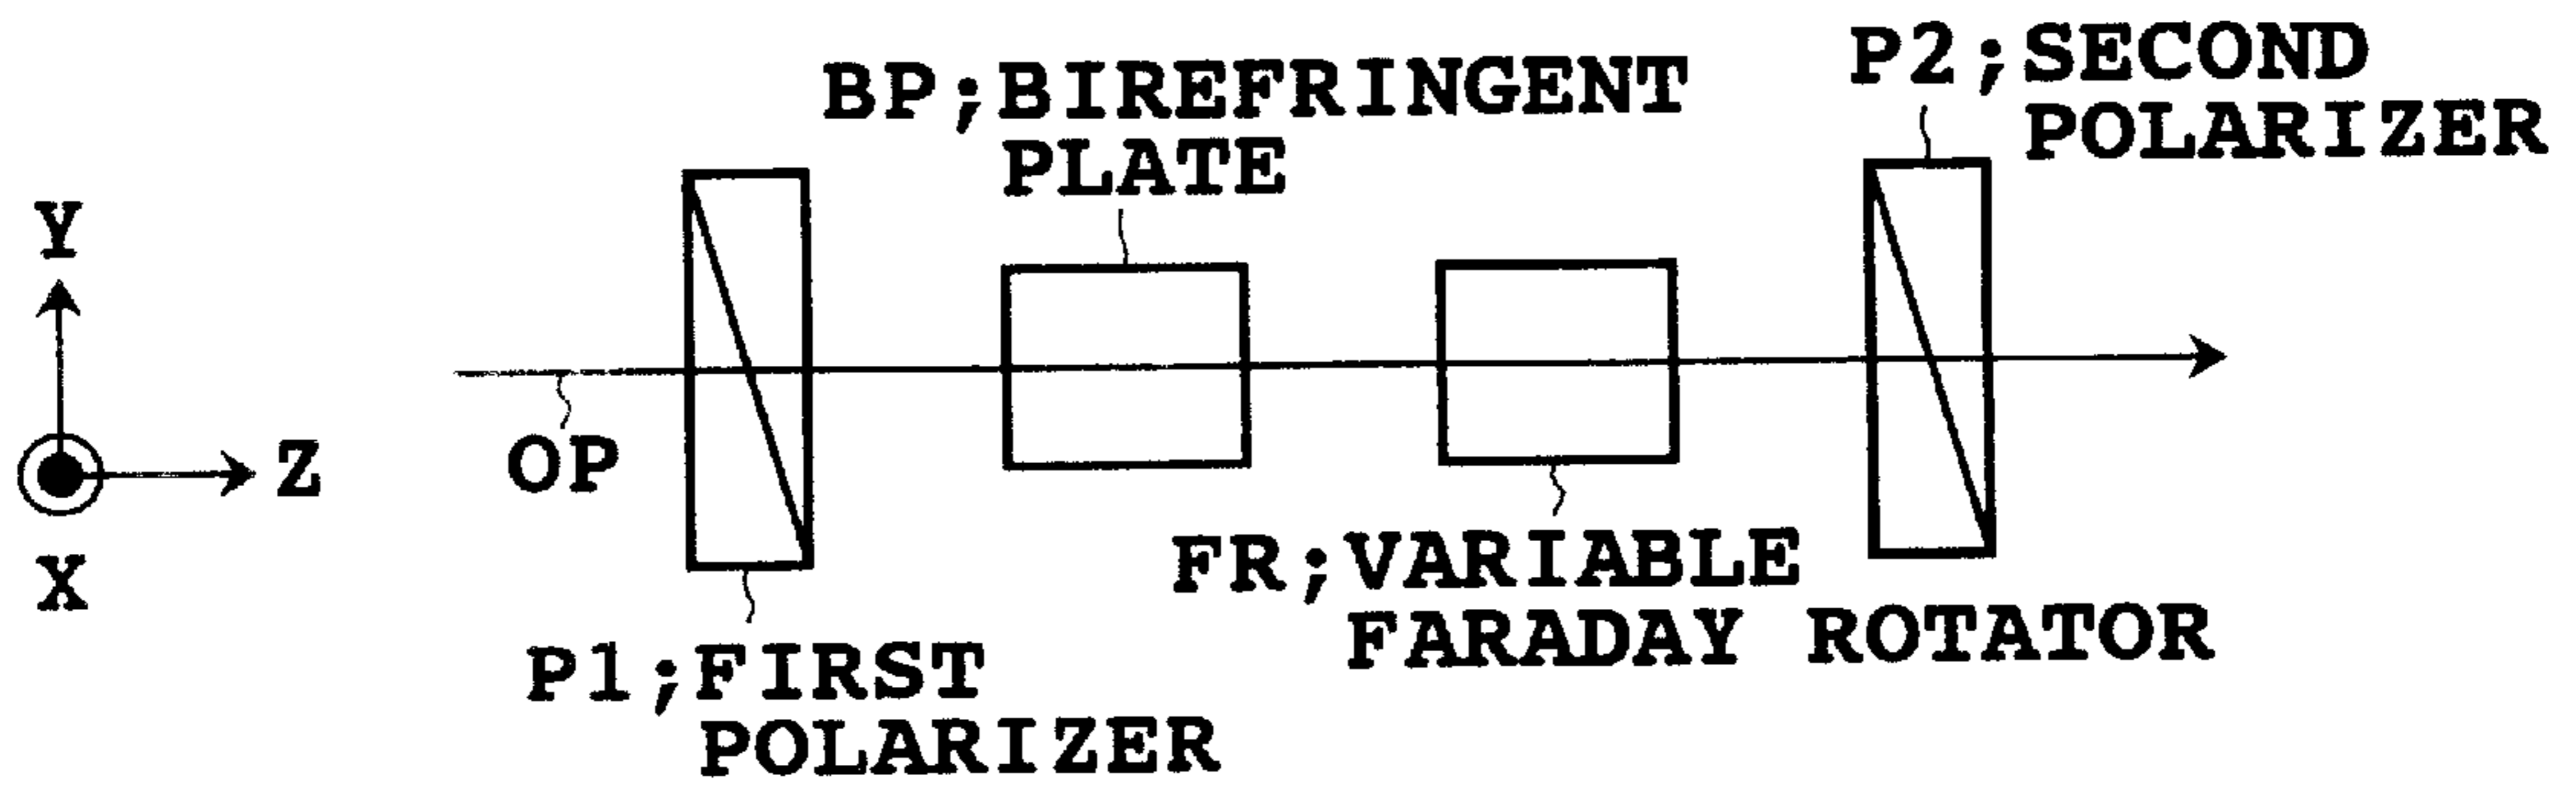 P2;SECOND
POLARIZER
BP;BIREFRINGENT
PLATE
Y
Z
X
OP
FR;VARIABLE
FARADAY ROTATOR
P1;FIRST
POLARIZER